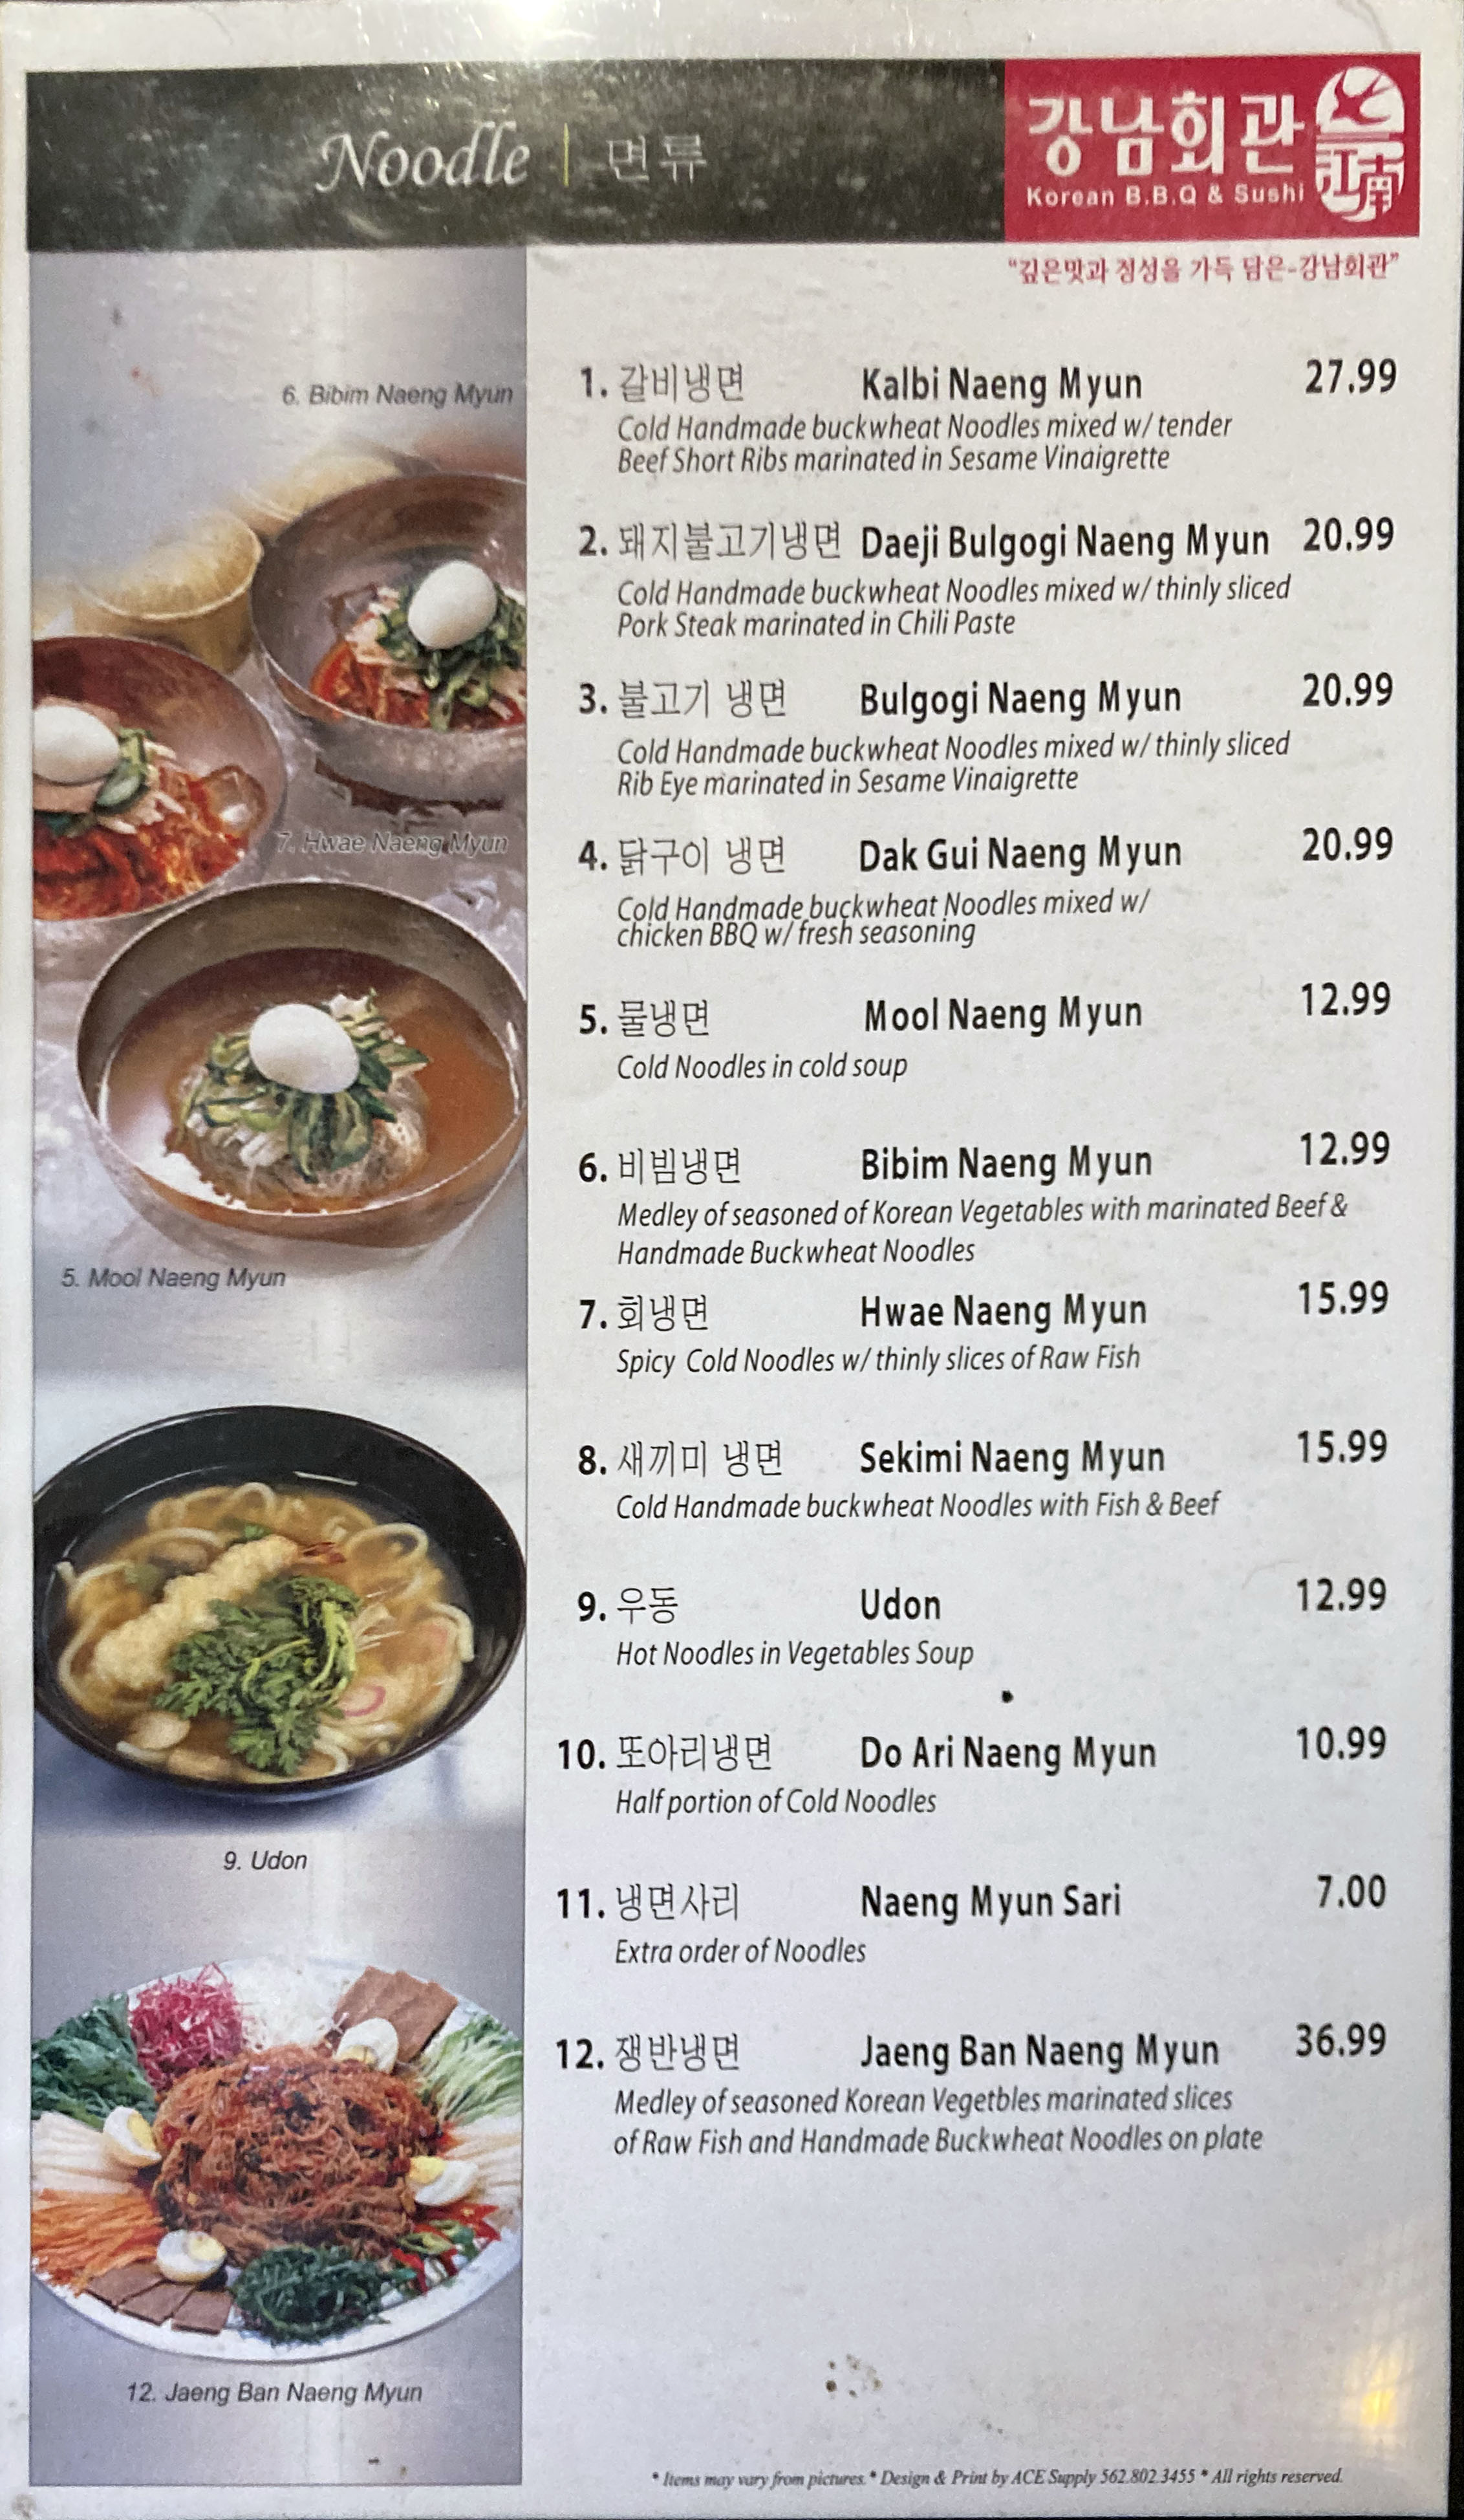 Noodle | 면류
강남회관
Korean B.B.Q & Sushi
江南
"깊은맛과 정성을 가득 담은-강남회관"
6. Bibim Naeng Myun
7. Hwae Naeng Myun
5. Mool Naeng Myun
9. Udon
12. Jaeng Ban Naeng Myun
1. 갈비냉면 Kalbi Naeng Myun 27.99
Cold Handmade buckwheat Noodles mixed w/ tender
Beef Short Ribs marinated in Sesame Vinaigrette
2. 돼지불고기냉면 Daeji Bulgogi Naeng Myun 20.99
Cold Handmade buckwheat Noodles mixed w/ thinly sliced
Pork Steak marinated in Chili Paste
3. 불고기 냉면 Bulgogi Naeng Myun 20.99
Cold Handmade buckwheat Noodles mixed w/ thinly sliced
Rib Eye marinated in Sesame Vinaigrette
4. 닭구이 냉면 Dak Gui Naeng Myun 20.99
Cold Handmade buckwheat Noodles mixed w/
chicken BBQ w/ fresh seasoning
5. 물냉면 Mool Naeng Myun 12.99
Cold Noodles in cold soup
6. 비빔냉면 Bibim Naeng Myun 12.99
Medley of seasoned of Korean Vegetables with marinated Beef &
Handmade Buckwheat Noodles
7. 회냉면 Hwae Naeng Myun 15.99
Spicy Cold Noodles w/ thinly slices of Raw Fish
8. 새끼미 냉면 Sekimi Naeng Myun 15.99
Cold Handmade buckwheat Noodles with Fish & Beef
9. 우동 Udon 12.99
Hot Noodles in Vegetables Soup
10. 또아리냉면 Do Ari Naeng Myun 10.99
Half portion of Cold Noodles
11. 냉면사리 Naeng Myun Sari 7.00
Extra order of Noodles
12. 쟁반냉면 Jaeng Ban Naeng Myun 36.99
Medley of seasoned Korean Vegetbles marinated slices
of Raw Fish and Handmade Buckwheat Noodles on plate
* Items may vary from pictures. * Design & Print by ACE Supply 562.802.3455 * All rights reserved.